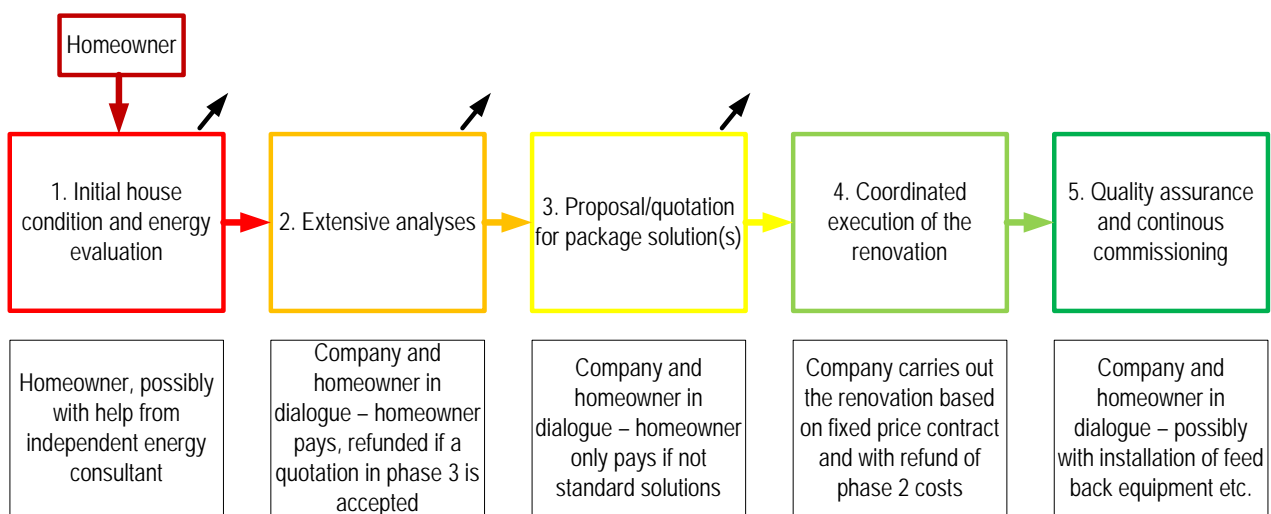 Homeowner
1. Initial house
condition and energy
evaluation
2. Extensive analyses
3. Proposal/quotation
for package solution(s)
4. Coordinated
execution of the
renovation
5. Quality assurance
and continous
commissioning
Homeowner, possibly
with help from
independent energy
consultant
Company and
homeowner in
dialogue – homeowner
pays, refunded if a
quotation in phase 3 is
accepted
Company and
homeowner in
dialogue – homeowner
only pays if not
standard solutions
Company carries out
the renovation based
on fixed price contract
and with refund of
phase 2 costs
Company and
homeowner in
dialogue – possibly
with installation of feed
back equipment etc.